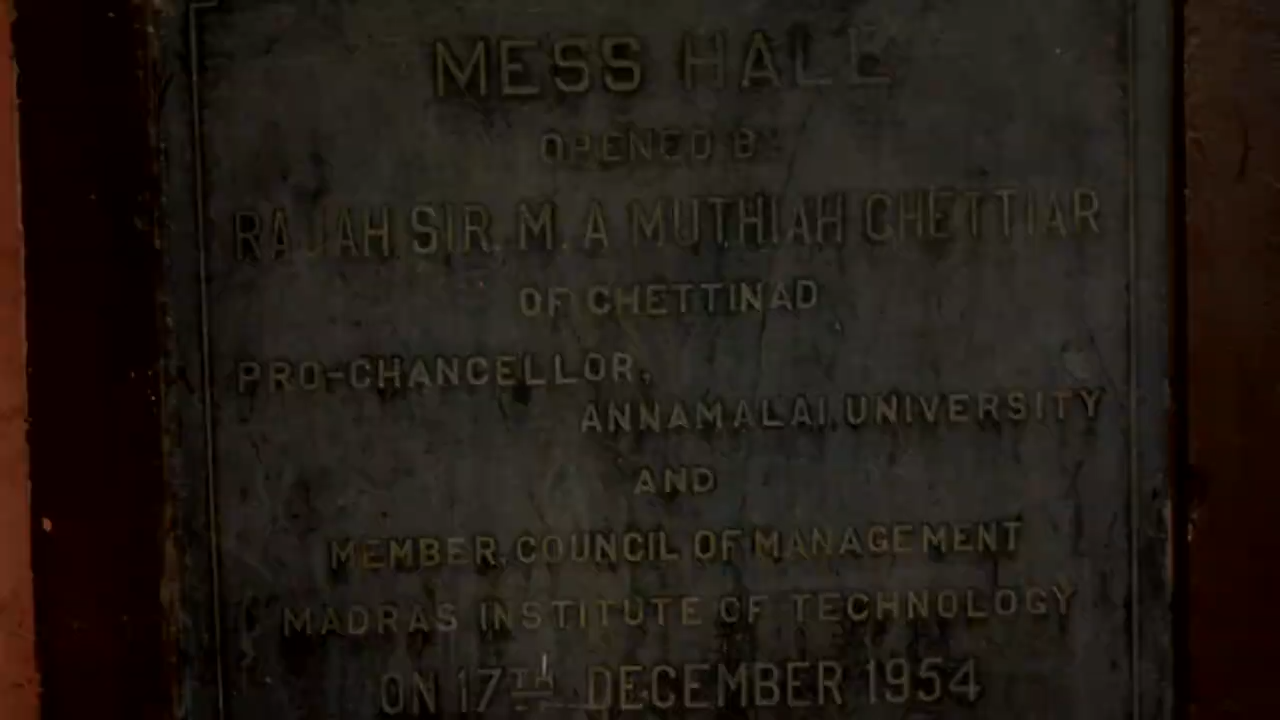 MESS HALL
OPENED BY
RAJAH SIR. M. A MUTHIAH CHETTIAR
OF CHETTINAD
PRO-CHANCELLOR,
ANNAMALAI UNIVERSITY
AND
MEMBER, COUNCIL OF MANAGEMENT
MADRAS INSTITUTE OF TECHNOLOGY
ON 17TH DECEMBER 1954